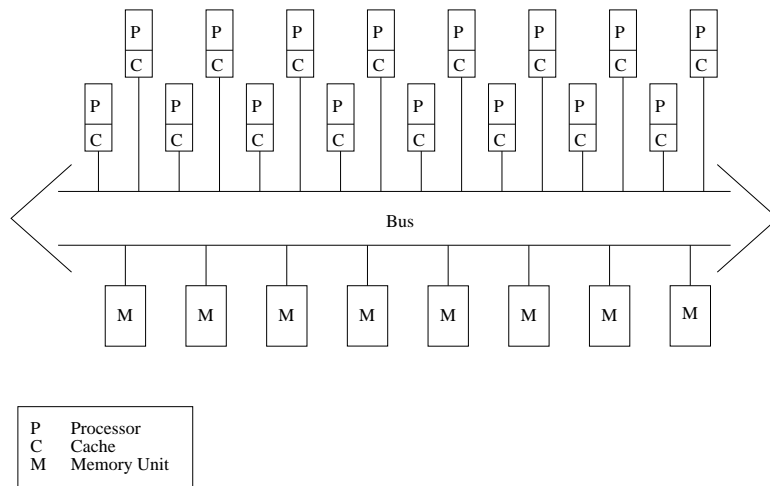 P P P P P P P P
C C C C C C C C
P P P P P P P P
C C C C C C C C
Bus
M M M M M M M M
P Processor
C Cache
M Memory Unit